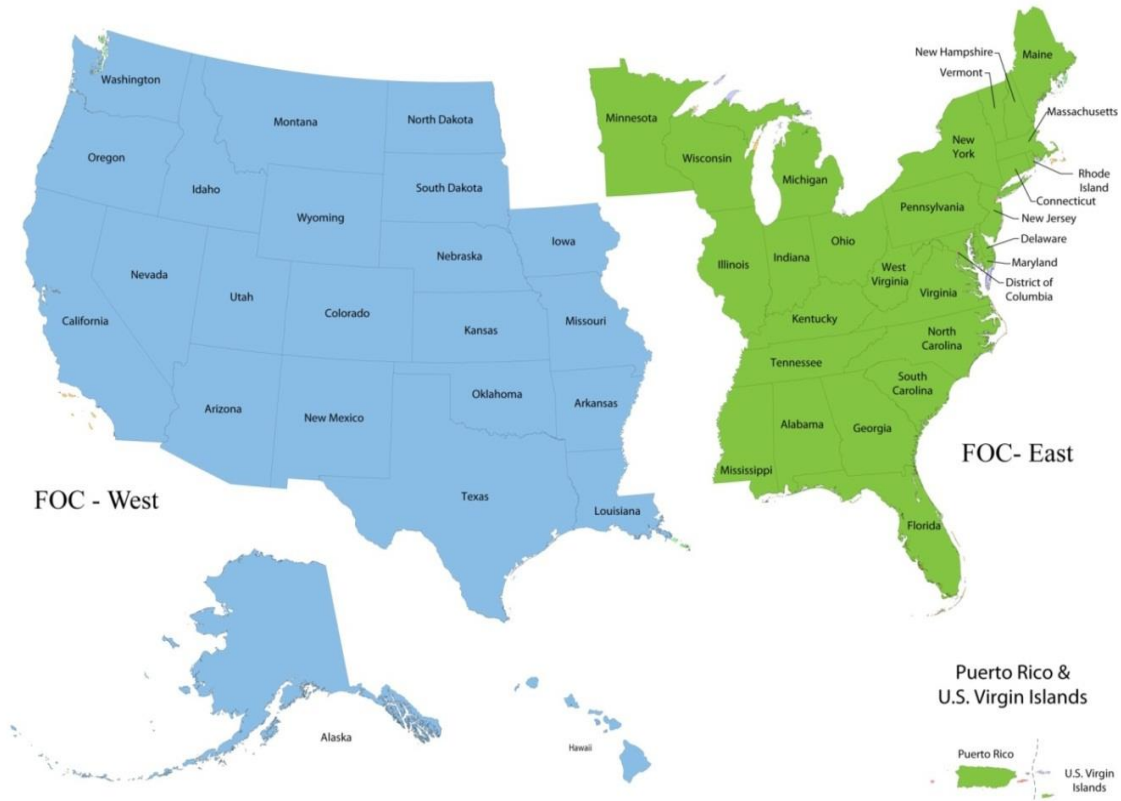 Washington
Montana
North Dakota
Oregon
Idaho
South Dakota
Wyoming
Nebraska
Iowa
Nevada
Utah
Colorado
California
Kansas
Missouri
Arizona
New Mexico
Oklahoma
Arkansas
Texas
Louisiana
FOC - West
Alaska
Hawaii
Maine
New Hampshire
Vermont
Massachusetts
Minnesota
New
York
Wisconsin
Michigan
Rhode
Island
Connecticut
Pennsylvania
New Jersey
Ohio
Delaware
Illinois
Indiana
Maryland
West
Virginia
District of
Columbia
Virginia
Kentucky
North
Carolina
Tennessee
South
Carolina
Alabama
Georgia
Mississippi
FOC- East
Florida
Puerto Rico &
U.S. Virgin Islands
Puerto Rico
U.S. Virgin
Islands